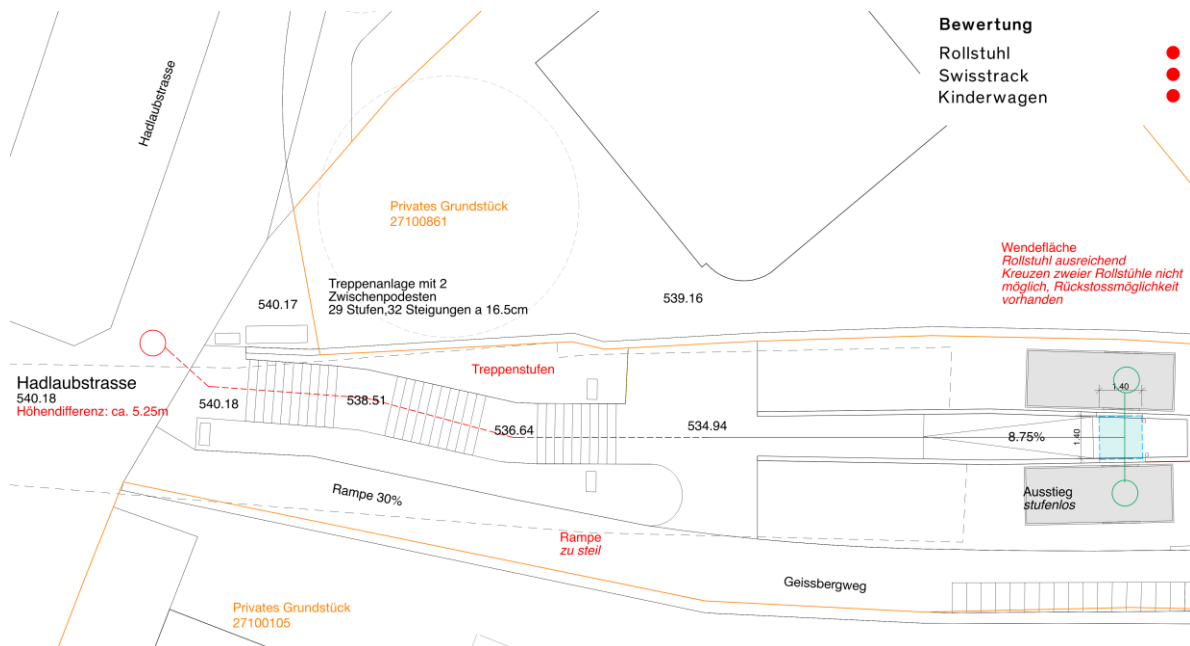 Bewertung
Rollstuhl
Swisstrack
Kinderwagen
Hadlaubstrasse
Privates Grundstück
27100861
Wendefläche
Rollstuhl ausreichend
Kreuzen zweier Rollstühle nicht
möglich, Rückstossmöglichkeit
vorhanden
Treppenanlage mit 2
Zwischenpodesten
29 Stufen,32 Steigungen a 16.5cm
540.17
539.16
Treppenstufen
Hadlaubstrasse
540.18
Höhendifferenz: ca. 5.25m
540.18
538.51
536.64
534.94
8.75%
1.40
1.40
Ausstieg
stufenlos
Rampe 30%
Rampe
zu steil
Geissbergweg
Privates Grundstück
27100105